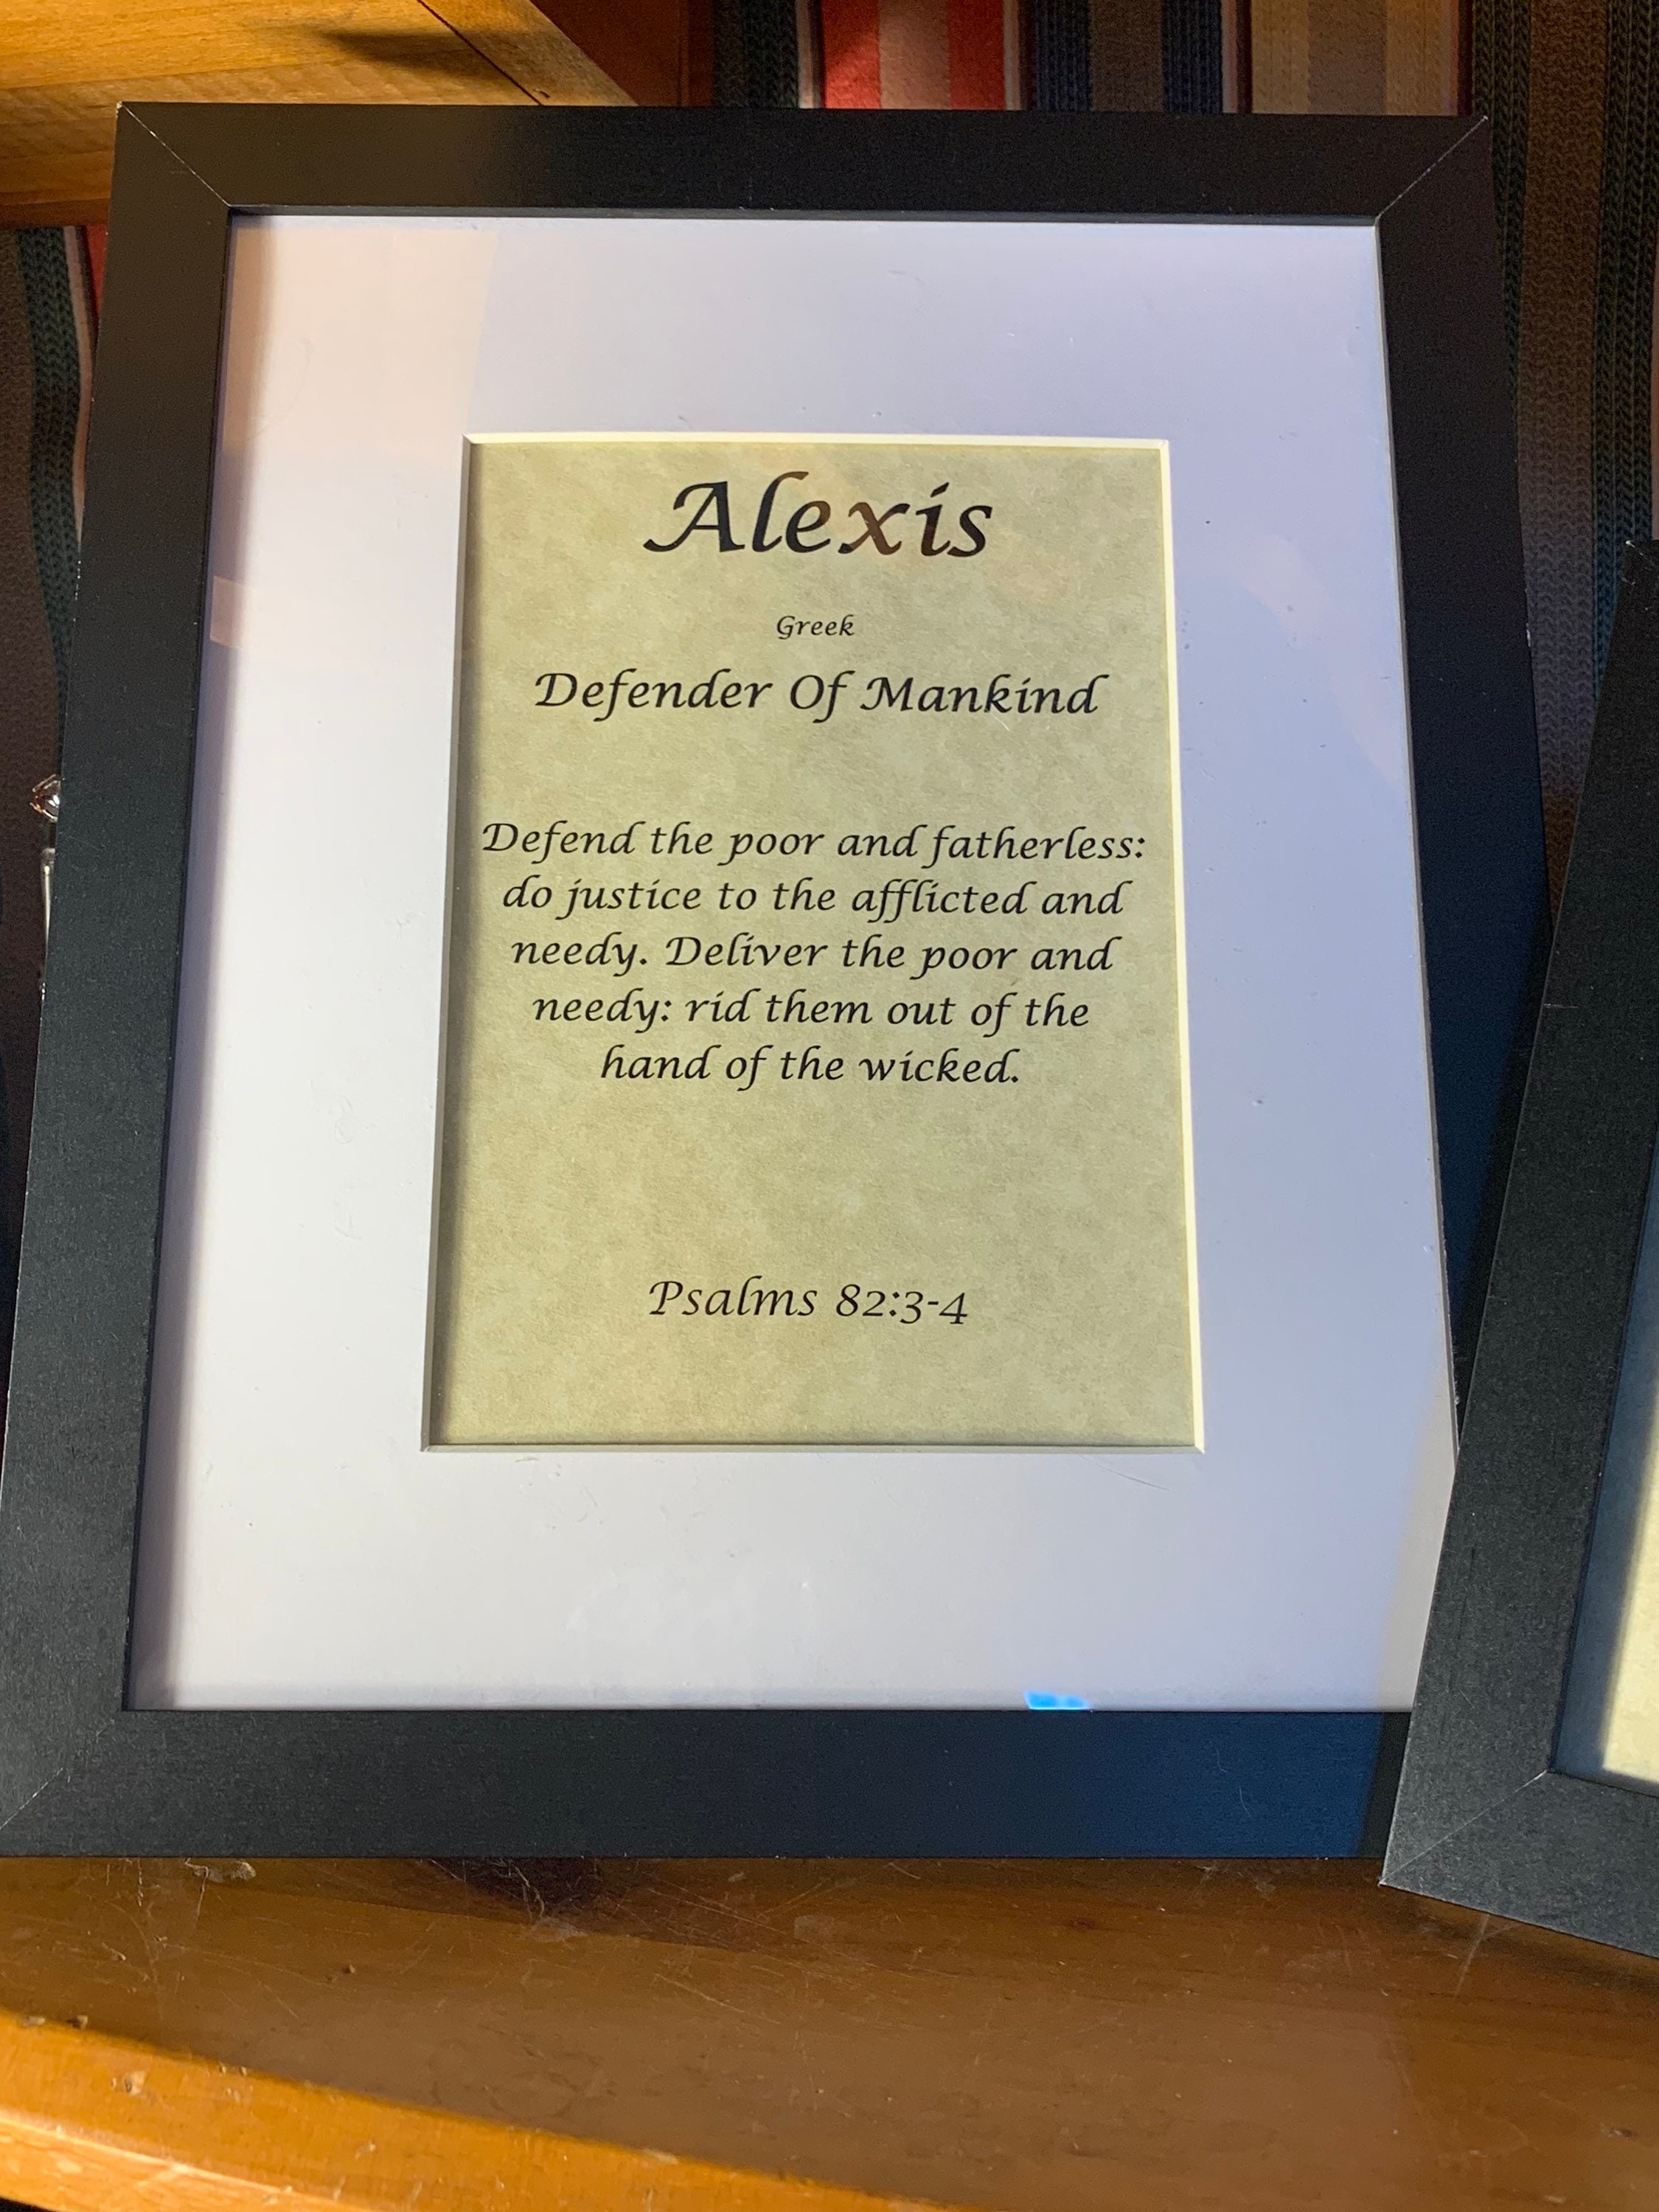 Alexis
Greek
Defender Of Mankind
Defend the poor and fatherless:
do justice to the afflicted and
needy. Deliver the poor and
needy: rid them out of the
hand of the wicked.
Psalms 82:3-4